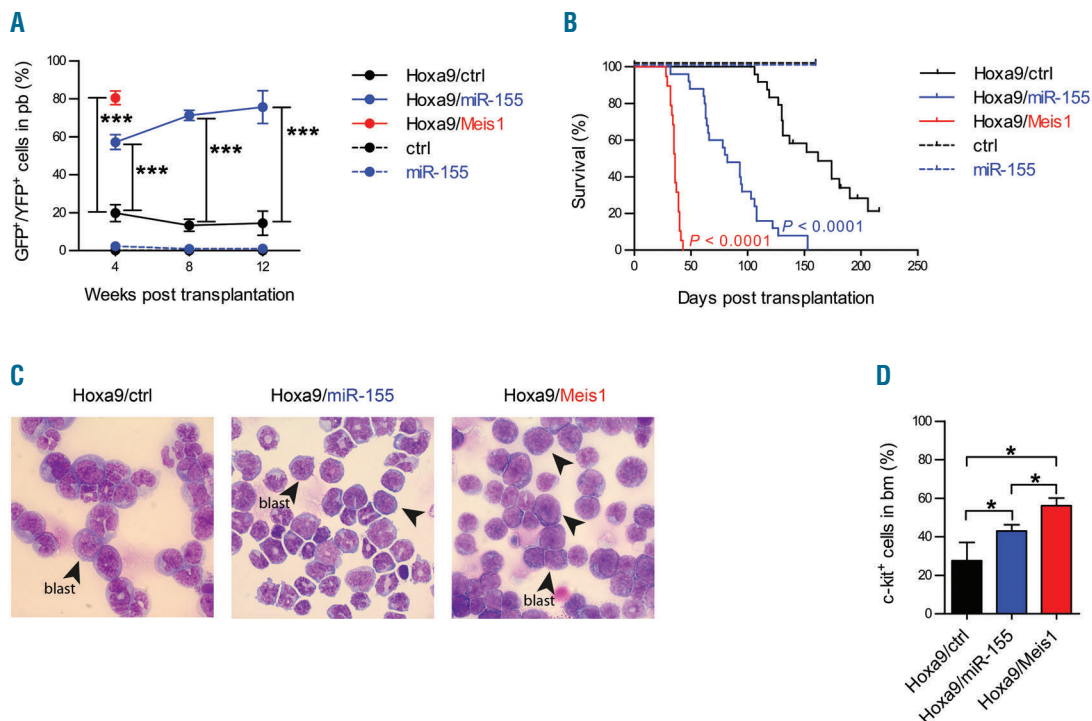 A
GFP+/YFP+ cells in pb (%)
100
80
60
40
20
0
***
***
***
***
4
8
12
Weeks post transplantation
Hoxa9/ctrl
Hoxa9/miR-155
Hoxa9/Meis1
ctrl
miR-155
B
Survival (%)
100
80
60
40
20
0
P < 0.0001
P < 0.0001
0
50
100
150
200
250
Days post transplantation
Hoxa9/ctrl
Hoxa9/miR-155
Hoxa9/Meis1
ctrl
miR-155
C
Hoxa9/ctrl
Hoxa9/miR-155
Hoxa9/Meis1
blast
blast
blast
D
c-kit+ cells in bm (%)
100
80
60
40
20
0
*
*
*
Hoxa9/ctrl
Hoxa9/miR-155
Hoxa9/Meis1